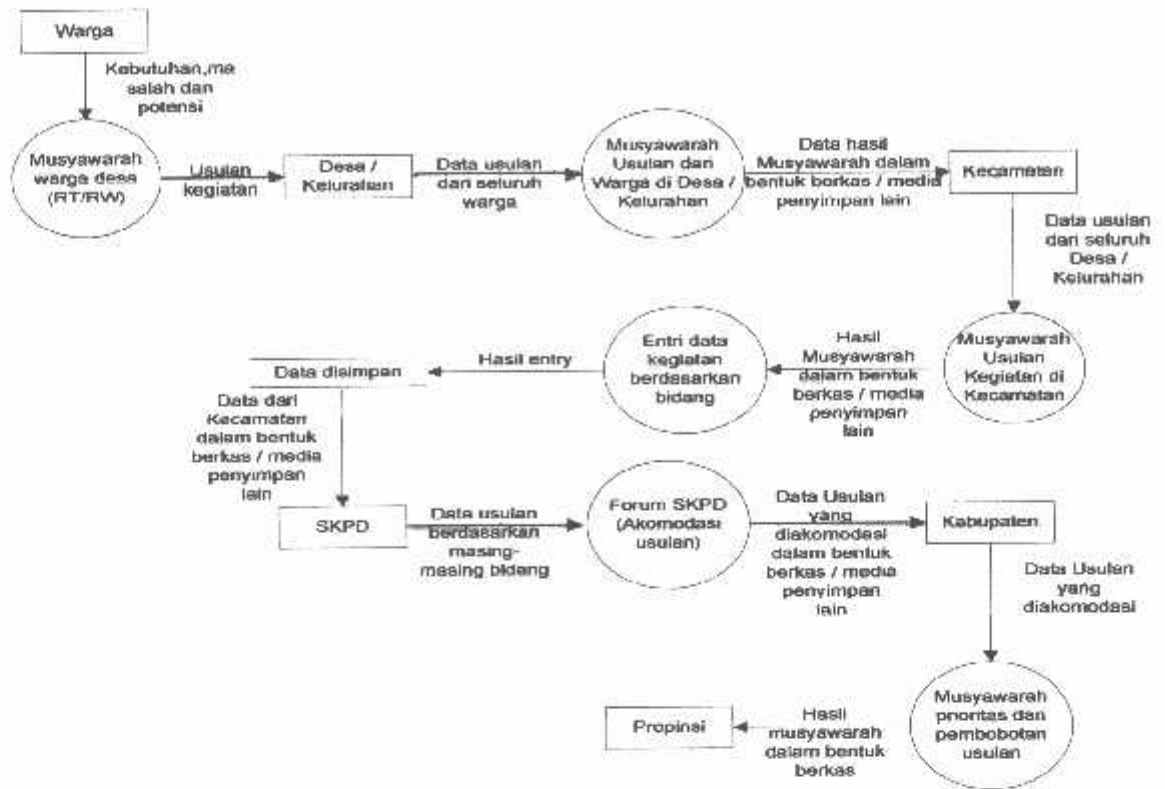 Warga
Kebutuhan,ma
salah dan
potensi
Musyawarah
warga desa
(RT/RW)
Usulan
kegiatan
Desa /
Kelurahan
Data usulan
dari seluruh
warga
Musyawarah
Usulan dari
Warga di Desa /
Kelurahan
Data hasil
Musyawarah dalam
bentuk berkas / media
penyimpan lain
Kecamatan
Data usulan
dari seluruh
Desa /
Kelurahan
Musyawarah
Usulan
Kegiatan di
Kecamatan
Hasil
Musyawarah
dalam bentuk
berkas / media
penyimpan
lain
Entri data
kegiatan
berdasarkan
bidang
Hasil entry
Data disimpan
Data dari
Kecamatan
dalam bentuk
berkas / media
penyimpan
lain
SKPD
Data usulan
berdasarkan
masing-
masing bidang
Forum SKPD
(Akomodasi
usulan)
Data Usulan
yang
diakomodasi
dalam bentuk
berkas / media
penyimpan
lain
Kabupaten
Data Usulan
yang
diakomodasi
Musyawarah
prioritas dan
pembobotan
usulan
Hasil
musyawarah
dalam bentuk
berkas
Propinsi